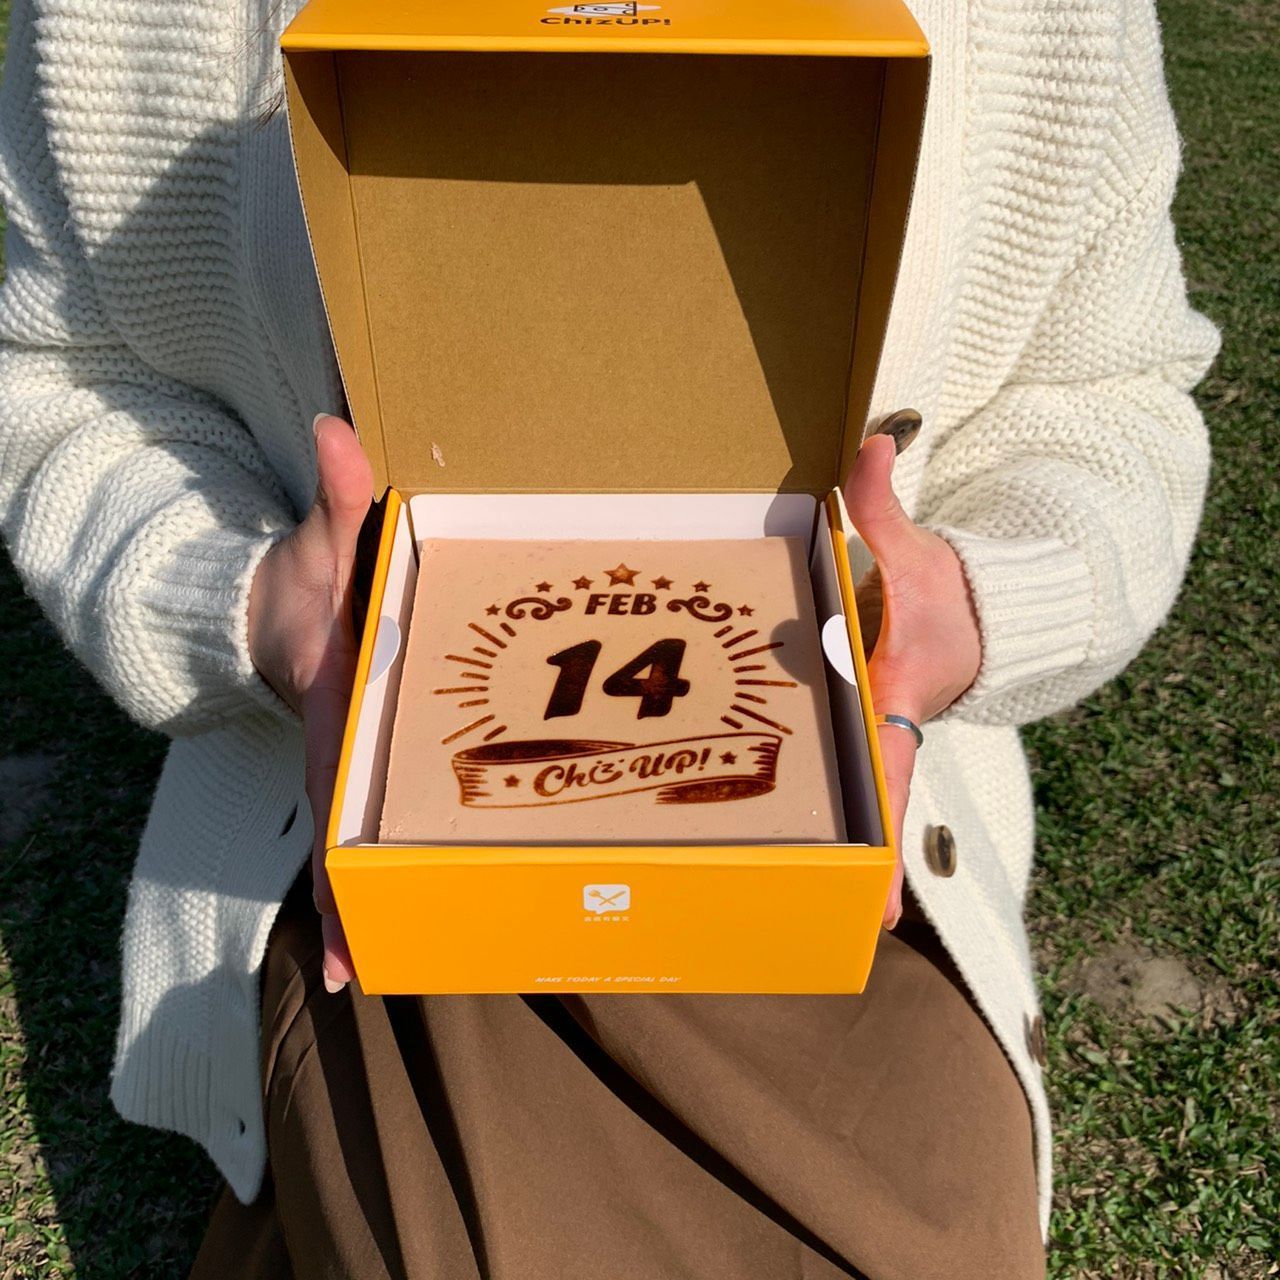 ChizUP!
FEB
14
ChizUP!
MAKE TODAY A SPECIAL DAY